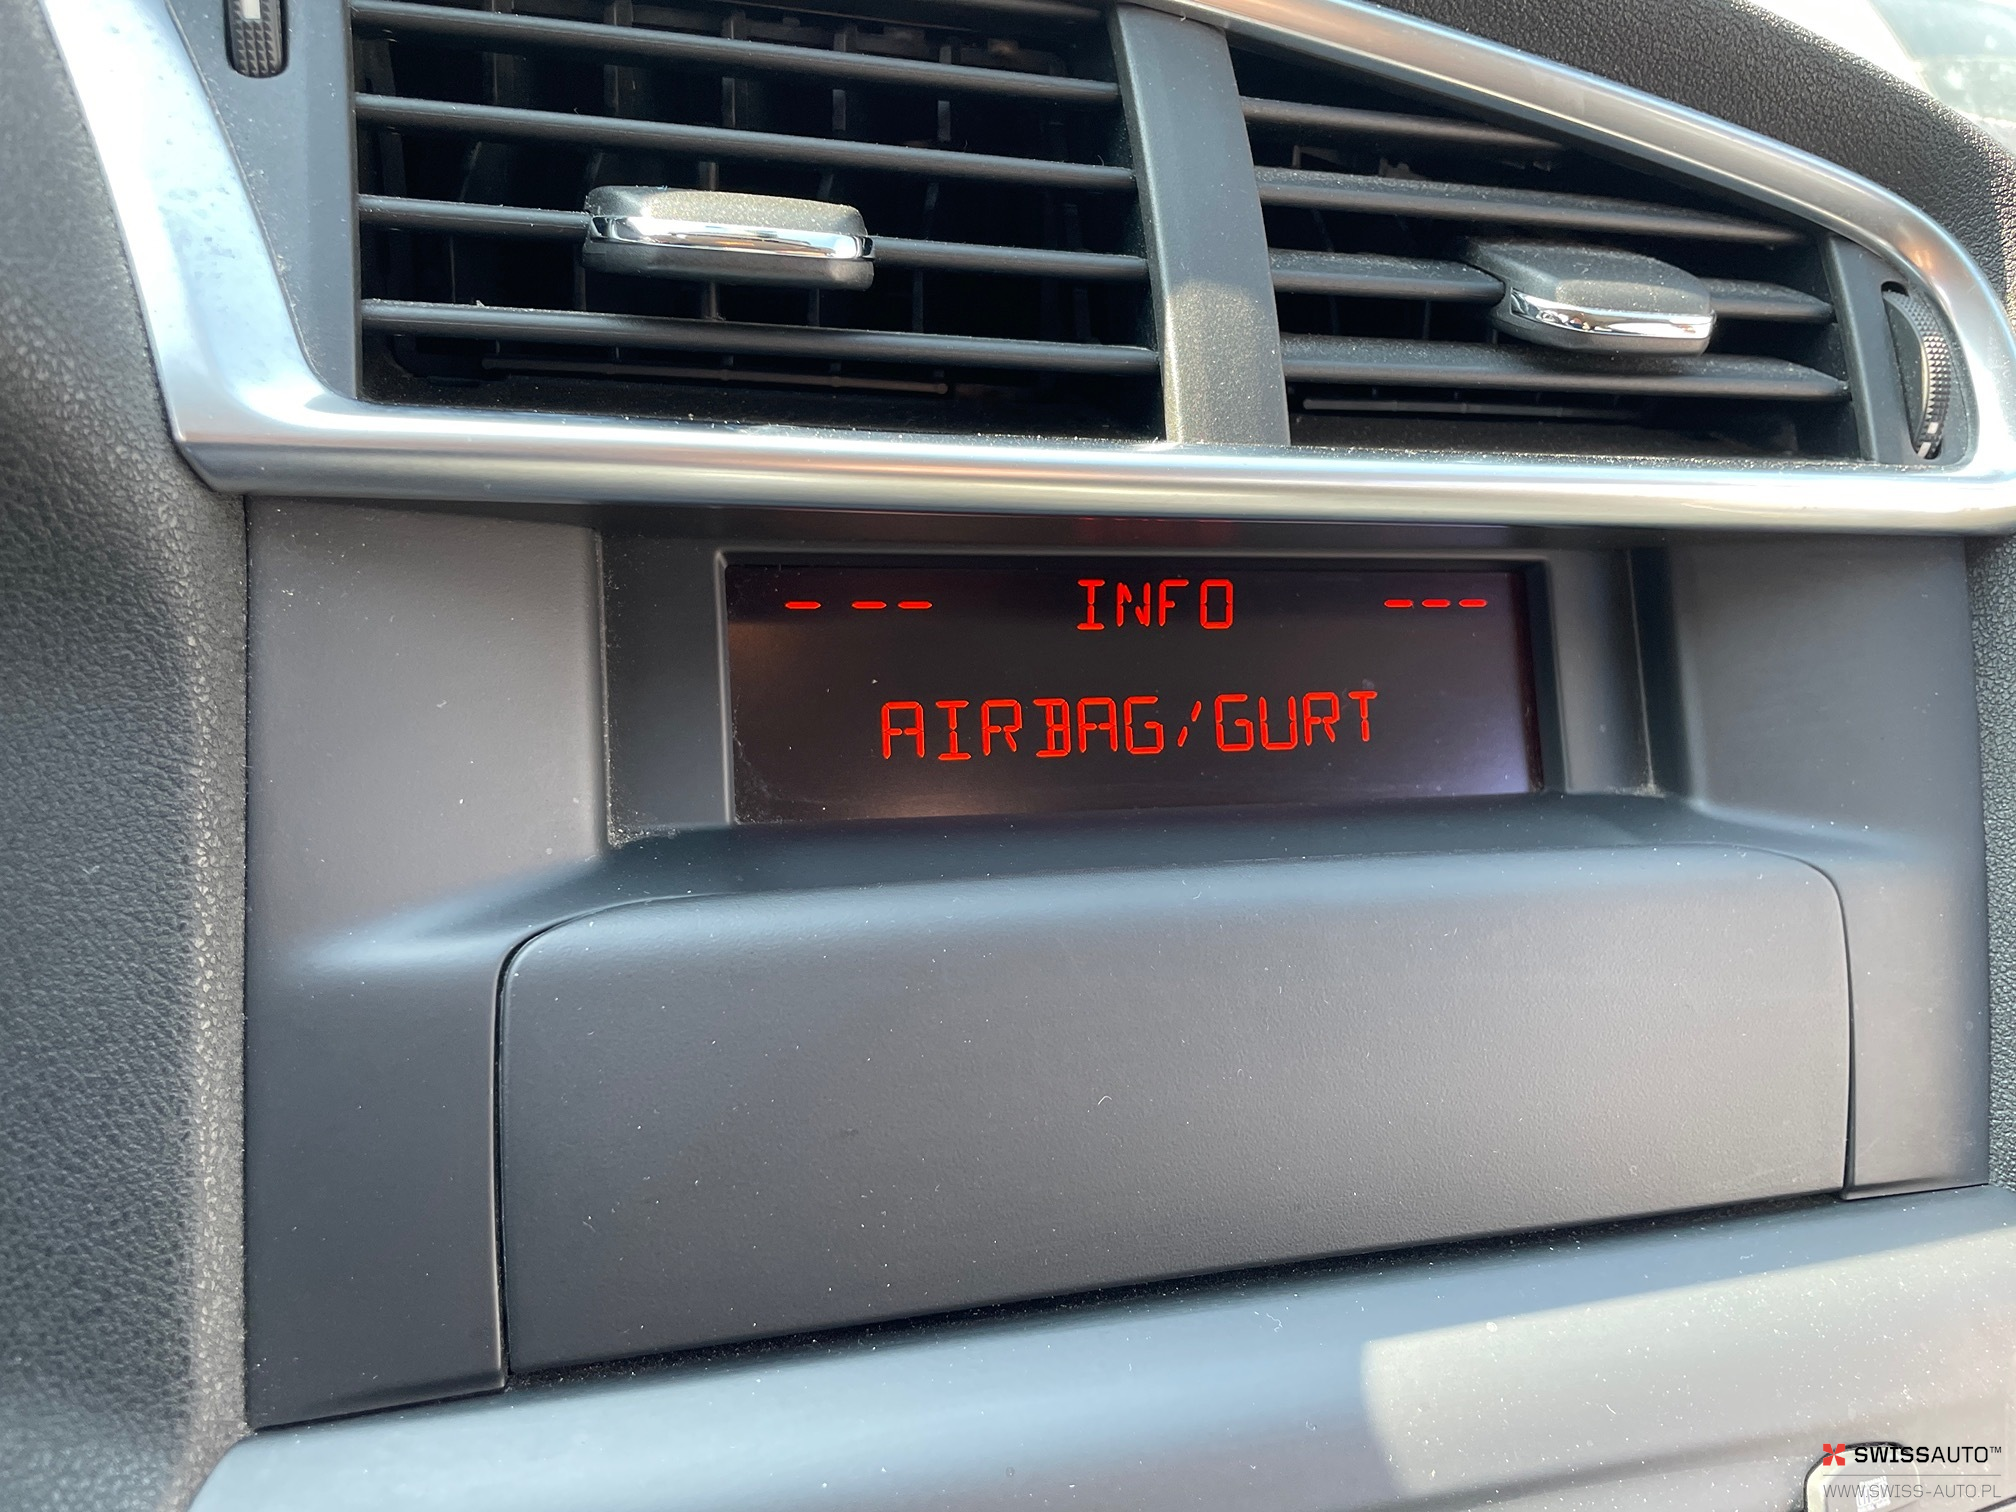 - -- INFO ---
AIRBAG/GURT
SWISSAUTO™
WWW.SWISS-AUTO.PL